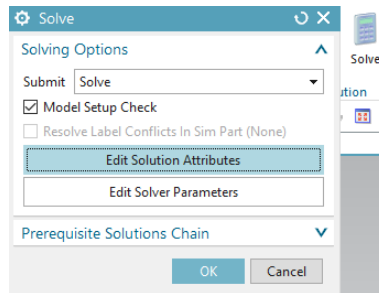 Solve
Solving Options
Submit Solve
Model Setup Check
Resolve Label Conflicts In Sim Part (None)
Edit Solution Attributes
Edit Solver Parameters
Prerequisite Solutions Chain
OK Cancel
Solve